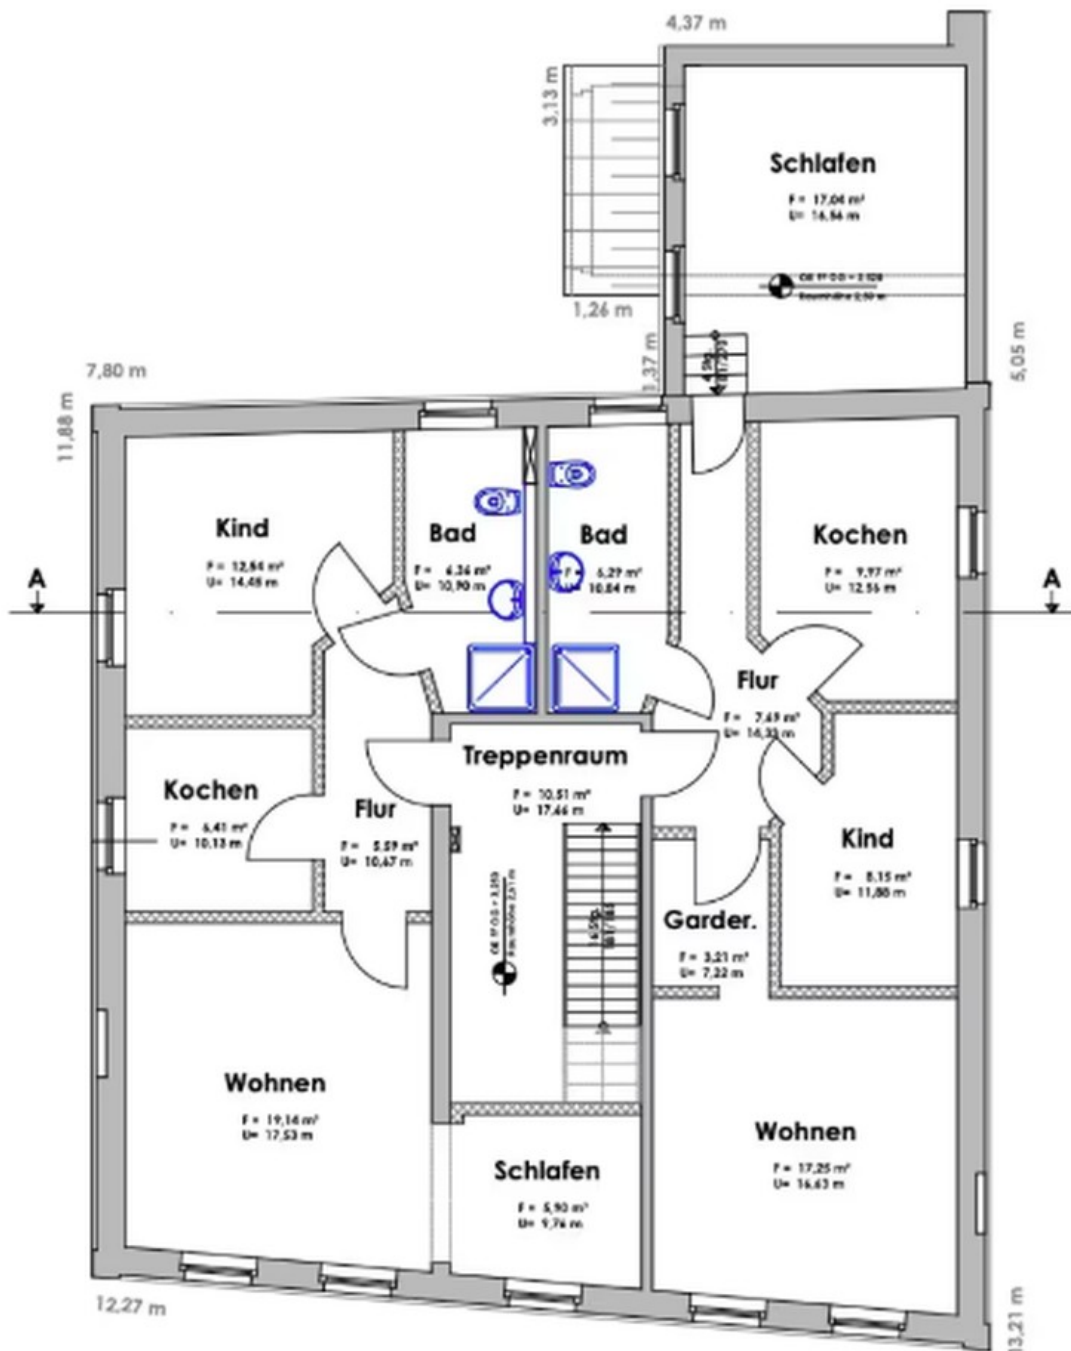 4,37 m
3,13 m
Schlafen
F = 17,04 m²
U= 16,56 m
1,26 m
1,37 m
5,05 m
7,80 m
11,88 m
Kind
F = 12,54 m²
U= 14,48 m
Bad
F = 6,36 m²
U= 10,90 m
Bad
F = 6,29 m²
U= 10,84 m
Kochen
F = 9,97 m²
U= 12,56 m
A
A
Flur
F = 7,69 m²
Treppenraum
F = 10,51 m²
U= 17,46 m
Kochen
F = 6,41 m²
U= 10,13 m
Flur
F = 5,59 m²
U= 10,67 m
Kind
F = 8,15 m²
U= 11,88 m
Garder.
F = 3,21 m²
U= 7,22 m
Wohnen
F = 19,14 m²
U= 17,53 m
Wohnen
F = 17,25 m²
U= 16,63 m
Schlafen
F = 5,90 m²
U= 9,76 m
12,27 m
13,21 m